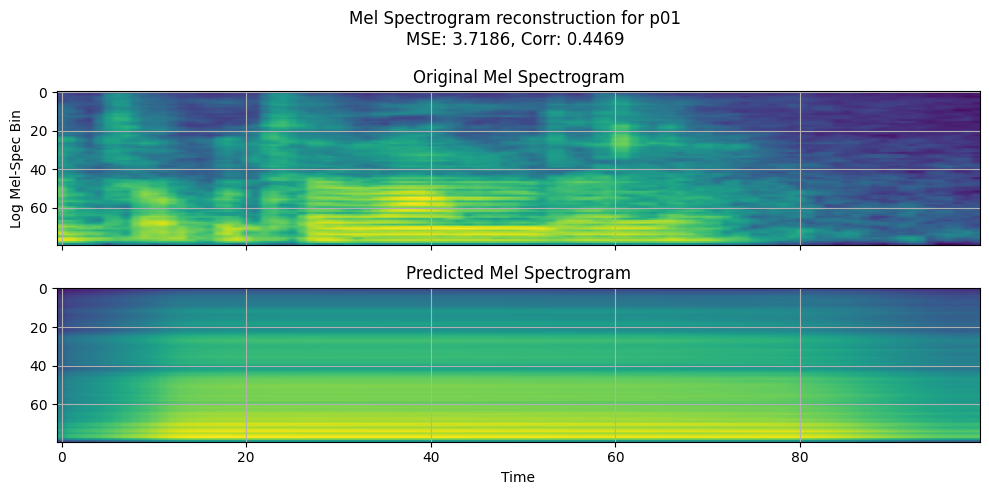 Mel Spectrogram reconstruction for p01
MSE: 3.7186, Corr: 0.4469
Original Mel Spectrogram
Log Mel-Spec Bin
0
20
40
60
Predicted Mel Spectrogram
0
20
40
60
0 20 40 60 80
Time